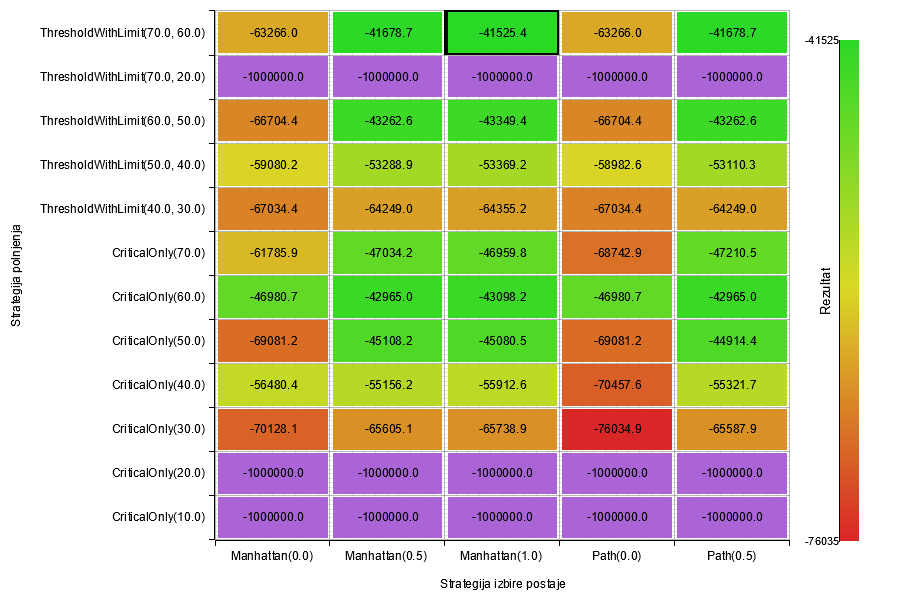 ThresholdWithLimit(70.0, 60.0) -63266.0 -41678.7 -41525.4 -63266.0 -41678.7
-41525
ThresholdWithLimit(70.0, 20.0) -1000000.0 -1000000.0 -1000000.0 -1000000.0 -1000000.0
ThresholdWithLimit(60.0, 50.0) -66704.4 -43262.6 -43349.4 -66704.4 -43262.6
ThresholdWithLimit(50.0, 40.0) -59080.2 -53288.9 -53369.2 -58982.6 -53110.3
ThresholdWithLimit(40.0, 30.0) -67034.4 -64249.0 -64355.2 -67034.4 -64249.0
CriticalOnly(70.0) -61785.9 -47034.2 -46959.8 -68742.9 -47210.5
Strategija polnjenja
Rezultat
CriticalOnly(60.0) -46980.7 -42965.0 -43098.2 -46980.7 -42965.0
CriticalOnly(50.0) -69081.2 -45108.2 -45080.5 -69081.2 -44914.4
CriticalOnly(40.0) -56480.4 -55156.2 -55912.6 -70457.6 -55321.7
CriticalOnly(30.0) -70128.1 -65605.1 -65738.9 -76034.9 -65587.9
CriticalOnly(20.0) -1000000.0 -1000000.0 -1000000.0 -1000000.0 -1000000.0
CriticalOnly(10.0) -1000000.0 -1000000.0 -1000000.0 -1000000.0 -1000000.0
-76035
Manhattan(0.0) Manhattan(0.5) Manhattan(1.0) Path(0.0) Path(0.5)
Strategija izbire postaje